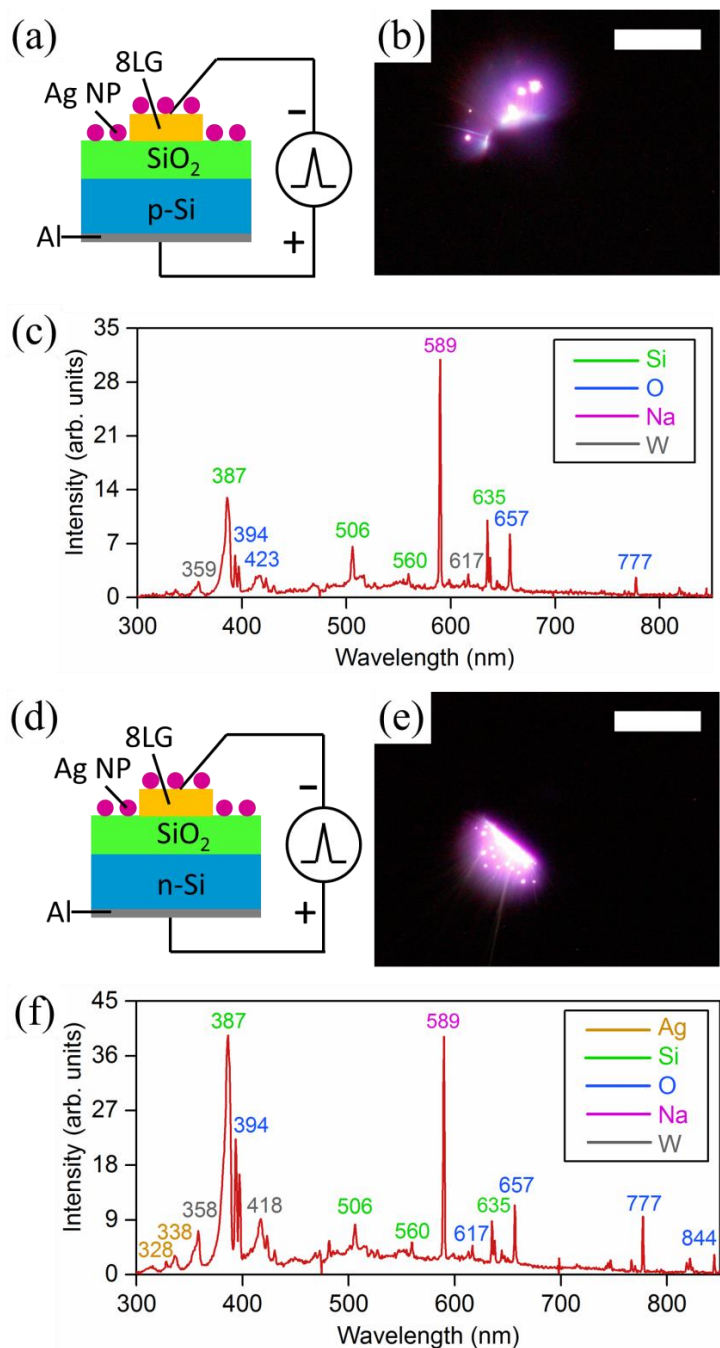 (a)
8LG
Ag NP
SiO₂
p-Si
Al
−
+
(b)
(c)
Intensity (arb. units)
35
28
21
14
7
0
359
387
394
423
506
560
589
617
635
657
777
Si
O
Na
W
300 400 500 600 700 800
Wavelength (nm)
(d)
8LG
Ag NP
SiO₂
n-Si
Al
−
+
(e)
(f)
Intensity (arb. units)
45
36
27
18
9
0
328
338
358
387
394
418
506
560
589
617
635
657
777
844
Ag
Si
O
Na
W
300 400 500 600 700 800
Wavelength (nm)